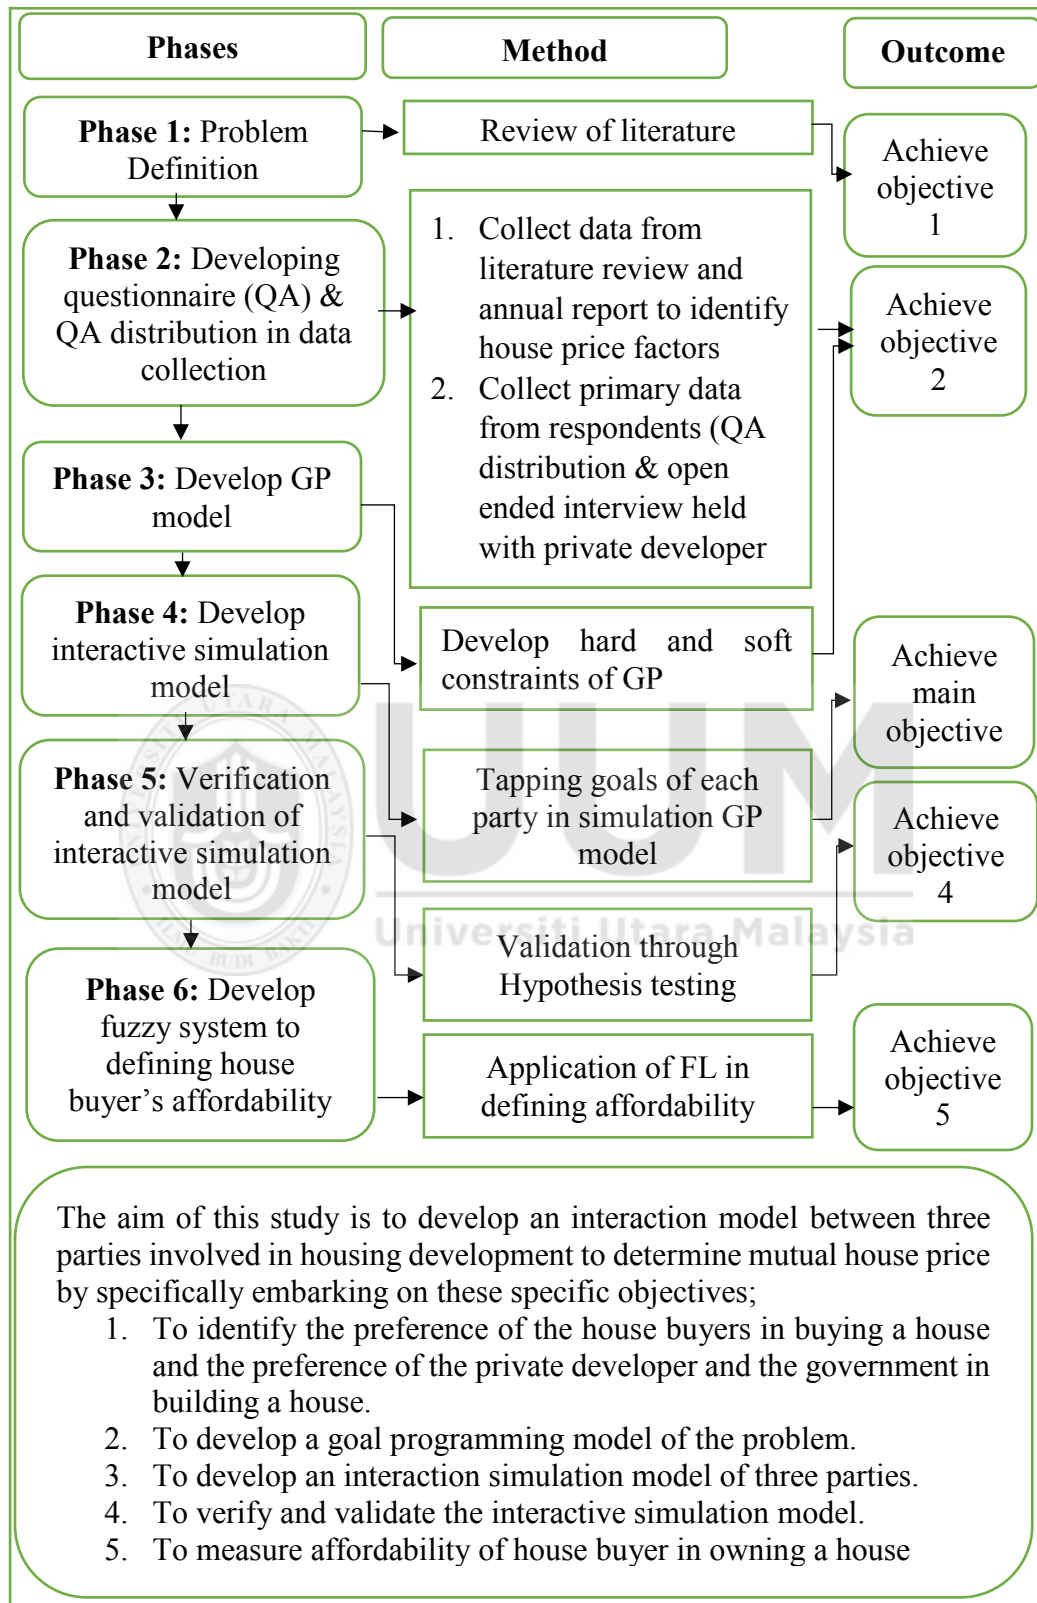 Phases
Method
Outcome
Phase 1: Problem
Definition
Review of literature
Achieve
objective
1
Phase 2: Developing
questionnaire (QA) &
QA distribution in data
collection
1. Collect data from
literature review and
annual report to identify
house price factors
2. Collect primary data
from respondents (QA
distribution & open
ended interview held
with private developer
Achieve
objective
2
Phase 3: Develop GP
model
Develop hard and soft
constraints of GP
Phase 4: Develop
interactive simulation
model
Tapping goals of each
party in simulation GP
model
Achieve
main
objective
Phase 5: Verification
and validation of
interactive simulation
model
Validation through
Hypothesis testing
Achieve
objective
4
Phase 6: Develop
fuzzy system to
defining house
buyer’s affordability
Application of FL in
defining affordability
Achieve
objective
5
UNIVERSITI UTARA MALAYSIA
ILMU BUDI BAKTI
UUM
Universiti Utara Malaysia
The aim of this study is to develop an interaction model between three
parties involved in housing development to determine mutual house price
by specifically embarking on these specific objectives;
1. To identify the preference of the house buyers in buying a house
and the preference of the private developer and the government in
building a house.
2. To develop a goal programming model of the problem.
3. To develop an interaction simulation model of three parties.
4. To verify and validate the interactive simulation model.
5. To measure affordability of house buyer in owning a house